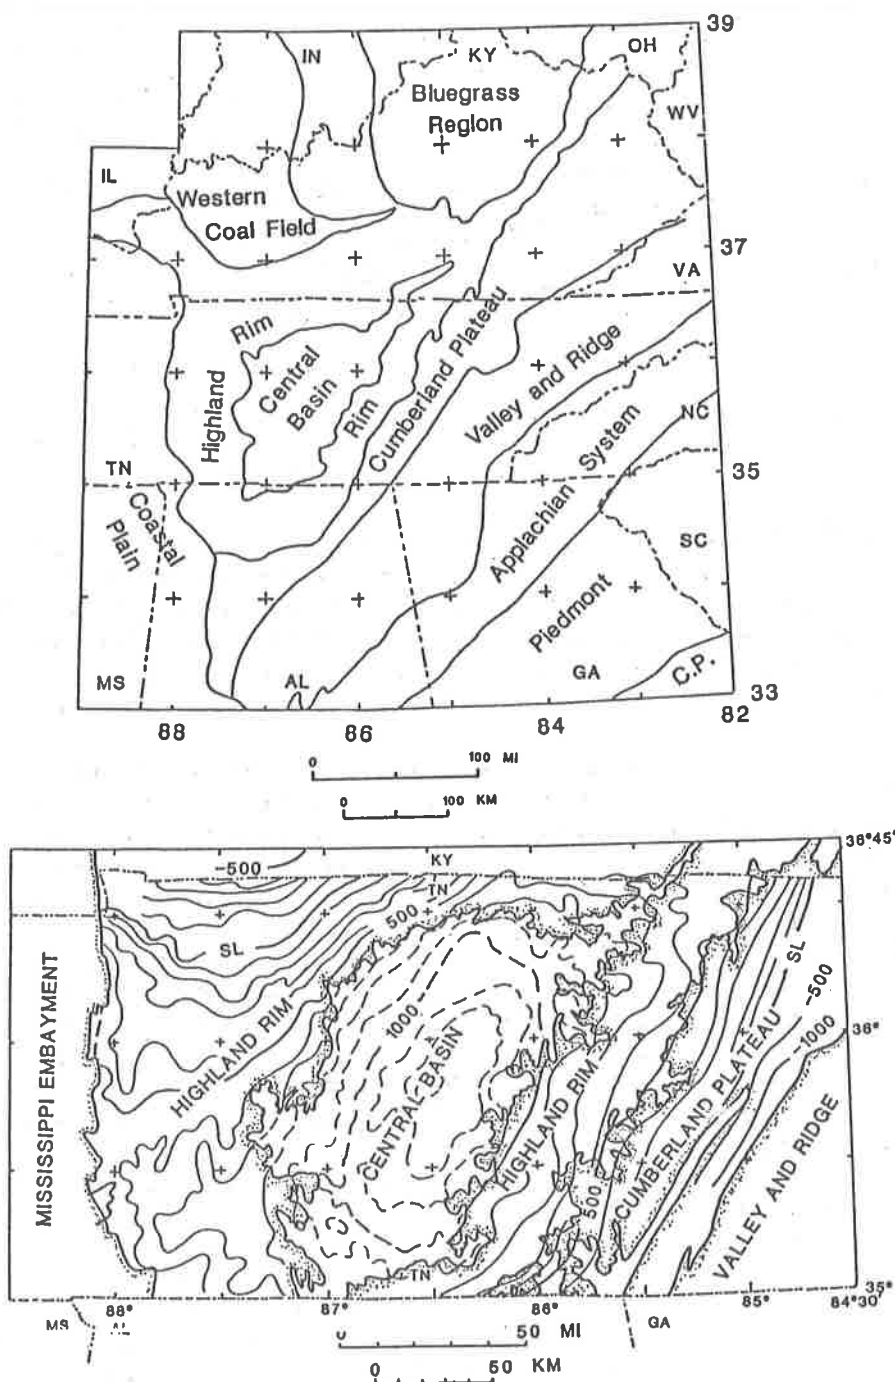 39
IN
KY
OH
Bluegrass
Region
WV
IL
Western
Coal Field
37
VA
Rim
Highland
Central
Basin
Rim
Cumberland Plateau
Valley and Ridge
NC
TN
35
Coastal
Plain
Applachian System
SC
Piedmont
MS
AL
GA
C.P.
33
88
86
84
82
0
100 MI
0
100 KM
36°45'
-500
KY
TN
500
SL
SL
-500
MISSISSIPPI EMBAYMENT
HIGHLAND RIM
1000
CENTRAL BASIN
HIGHLAND RIM
CUMBERLAND PLATEAU
-1000
36°
500
VALLEY AND RIDGE
TN
35°
88°
87°
86°
85°
84°30'
MS
AL
GA
0
50 MI
0
50 KM